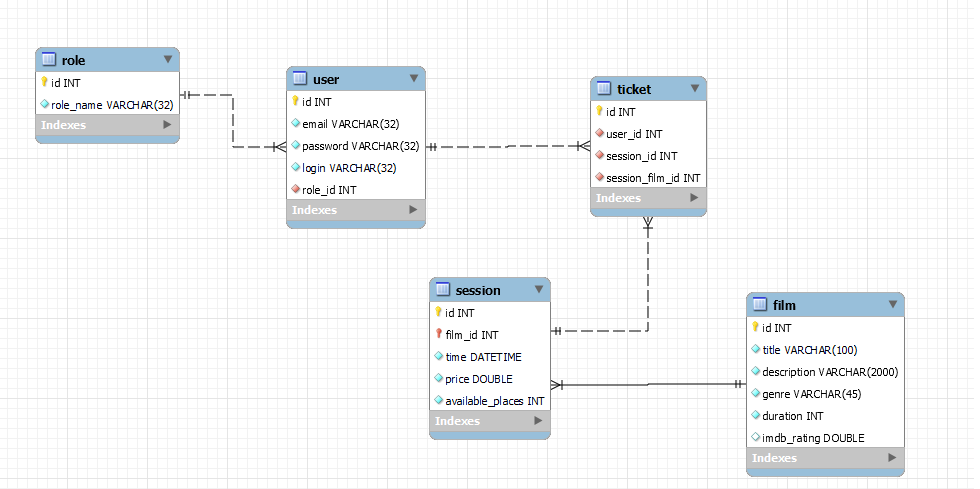 role
id INT
role_name VARCHAR(32)
Indexes
user
id INT
email VARCHAR(32)
password VARCHAR(32)
login VARCHAR(32)
role_id INT
Indexes
ticket
id INT
user_id INT
session_id INT
session_film_id INT
Indexes
session
id INT
film_id INT
time DATETIME
price DOUBLE
available_places INT
Indexes
film
id INT
title VARCHAR(100)
description VARCHAR(2000)
genre VARCHAR(45)
duration INT
imdb_rating DOUBLE
Indexes